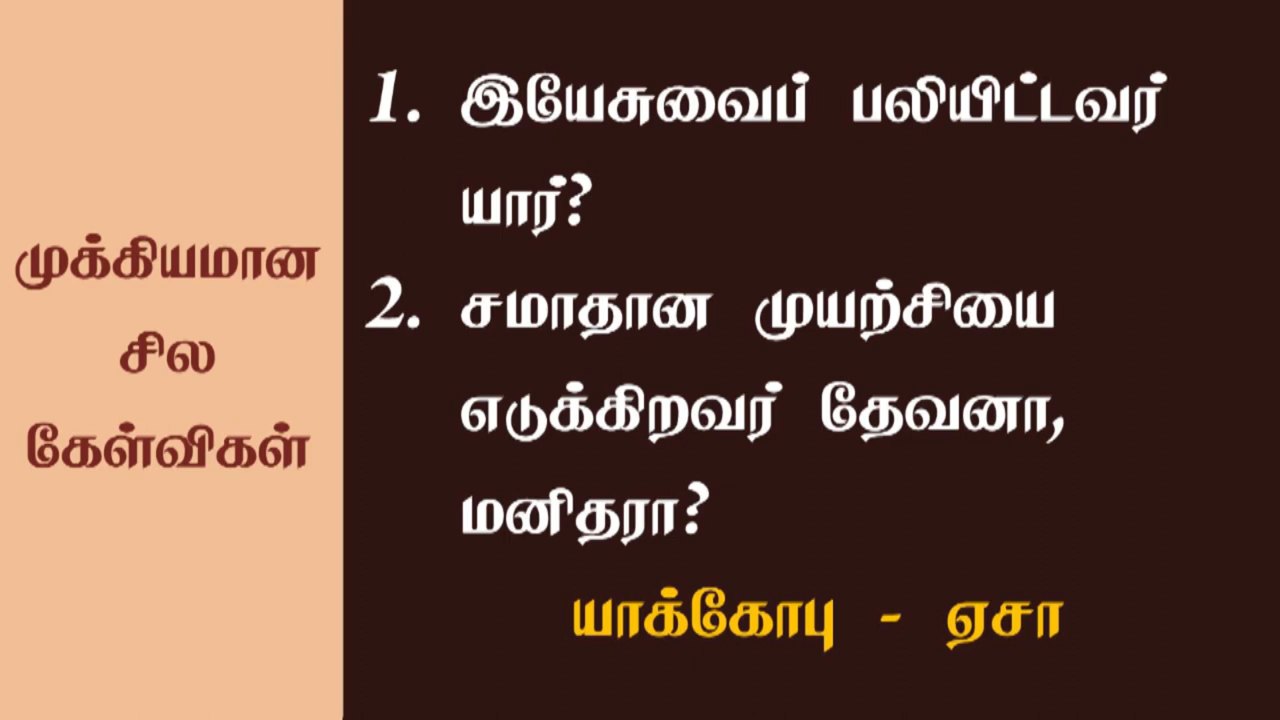 முக்கியமான
சில
கேள்விகள்
1. இயேசுவைப் பலியிட்டவர்
யார்?
2. சமாதான முயற்சியை
எடுக்கிறவர் தேவனா,
மனிதரா?
யாக்கோபு - ஏசா